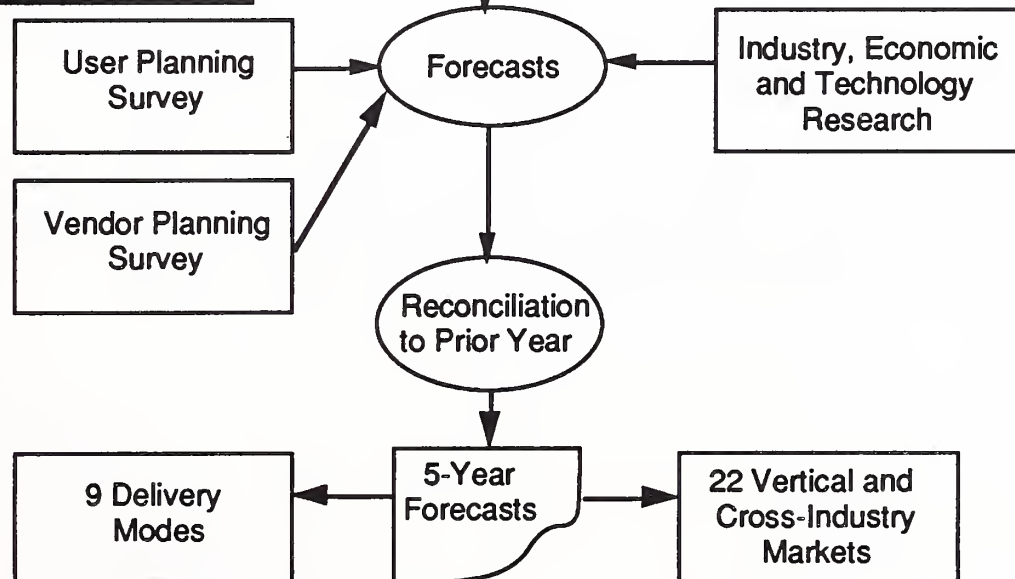 User Planning
Survey
Forecasts
Industry, Economic
and Technology
Research
Vendor Planning
Survey
Reconciliation
to Prior Year
9 Delivery
Modes
5-Year
Forecasts
22 Vertical and
Cross-Industry
Markets